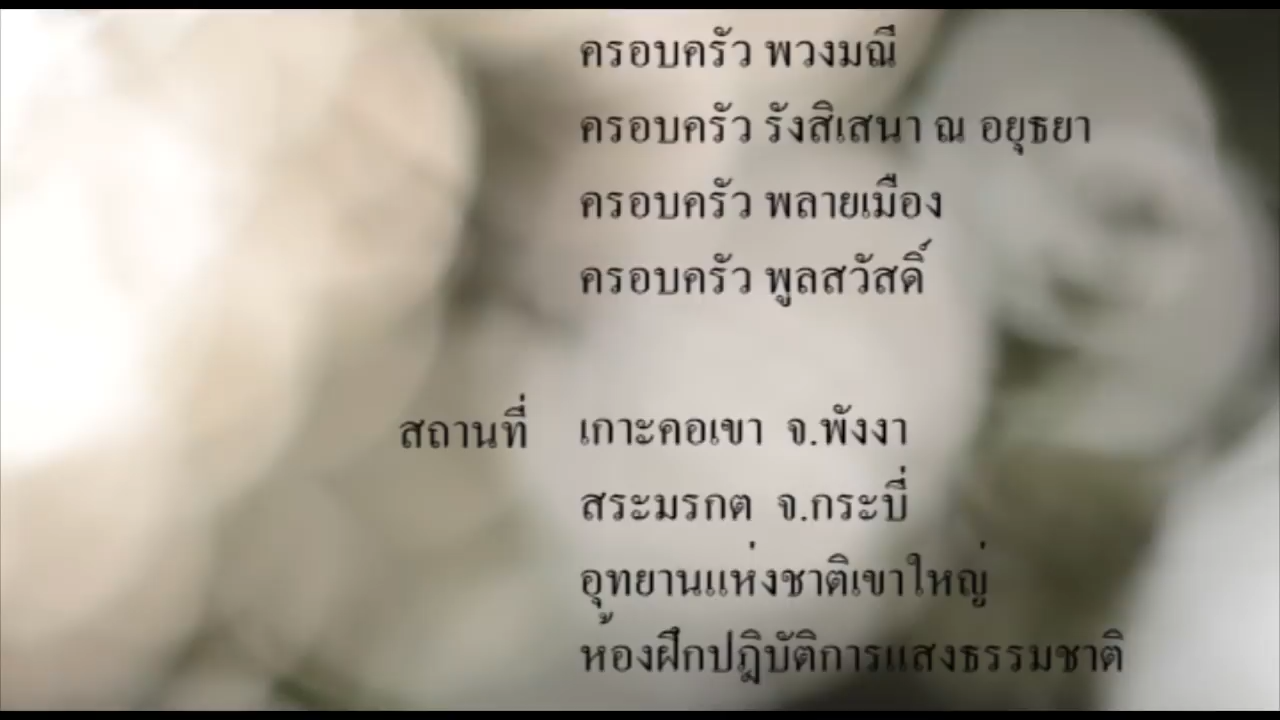 ครอบครัว พวงมณี
ครอบครัว รังสิเสนา ณ อยุธยา
ครอบครัว พลายเมือง
ครอบครัว พูลสวัสดิ์
สถานที่ เกาะคอเขา จ.พังงา
สระมรกต จ.กระบี่
อุทยานแห่งชาติเขาใหญ่
ห้องฝึกปฎิบัติการแสงธรรมชาติ